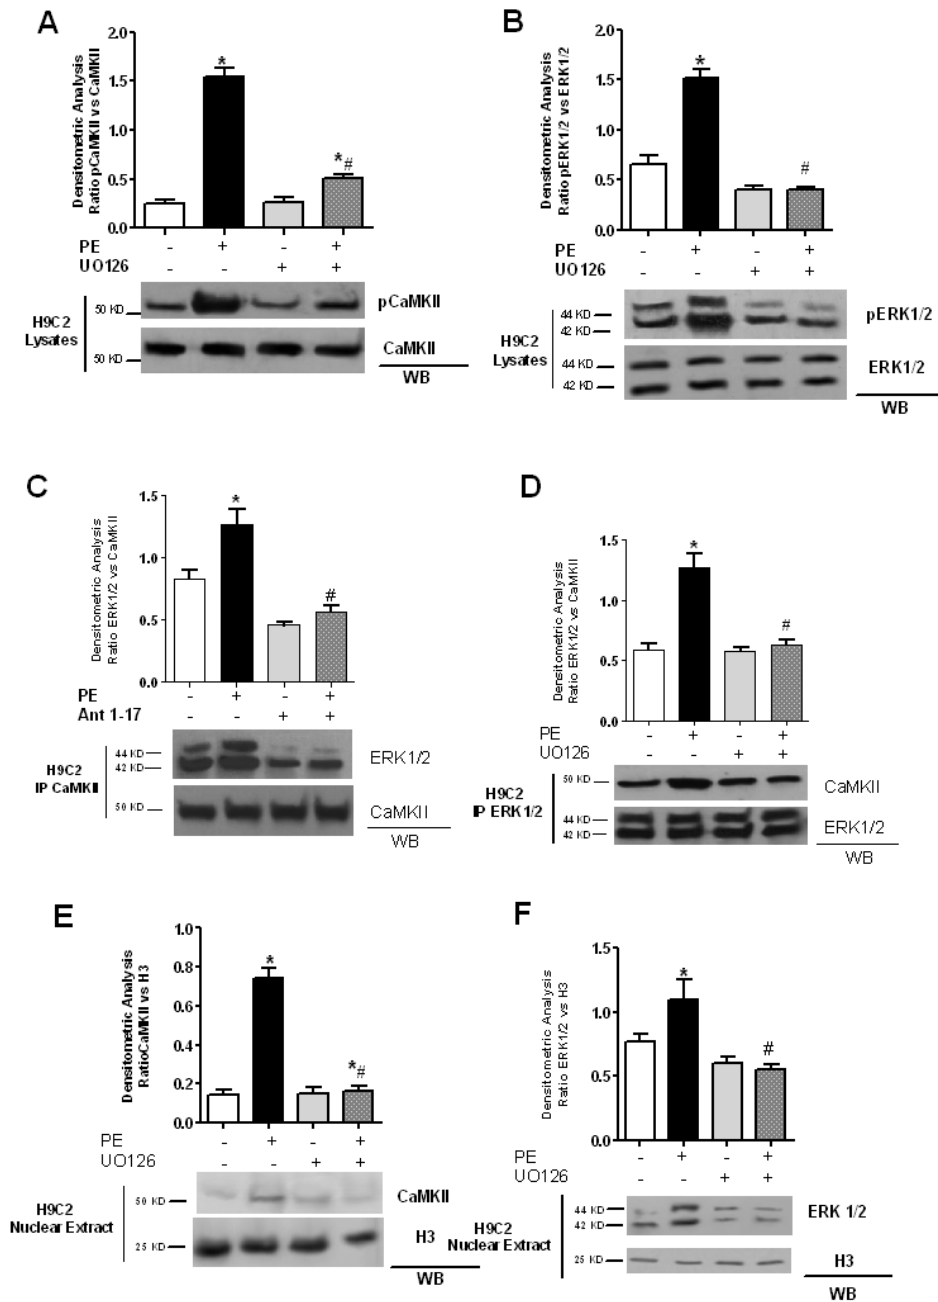 A
Densitometric Analysis
Ratio pCaMKII vs CaMKII
2.0
1.5
1.0
0.5
0.0
*
*#
PE - + - +
UO126 - - + +
H9C2
Lysates
50 KD
pCaMKII
50 KD
CaMKII
WB
B
Densitometric Analysis
Ratio pERK1/2 vs ERK1/2
2.0
1.5
1.0
0.5
0.0
*
#
PE - + - +
UO126 - - + +
H9C2
Lysates
44 KD
42 KD
pERK1/2
44 KD
42 KD
ERK1/2
WB
C
Densitometric Analysis
Ratio ERK1/2 vs CaMKII
1.5
1.0
0.5
0.0
*
#
PE - + - +
Ant 1-17 - - + +
H9C2
IP CaMKII
44 KD
42 KD
ERK1/2
50 KD
CaMKII
WB
D
Densitometric Analysis
Ratio ERK1/2 vs CaMKII
1.5
1.0
0.5
0.0
*
#
PE - + - +
UO126 - - + +
H9C2
IP ERK1/2
50 KD
CaMKII
44 KD
42 KD
ERK1/2
WB
E
Densitometric Analysis
RatioCaMKII vs H3
1.0
0.8
0.6
0.4
0.2
0.0
*
*#
PE - + - +
UO126 - - + +
H9C2
Nuclear Extract
50 KD
CaMKII
25 KD
H3
WB
F
Densitometric Analysis
Ratio ERK1/2 vs H3
1.5
1.0
0.5
0.0
*
#
PE - + - +
UO126 - - + +
H9C2
Nuclear Extract
44 KD
42 KD
ERK 1/2
25 KD
H3
WB